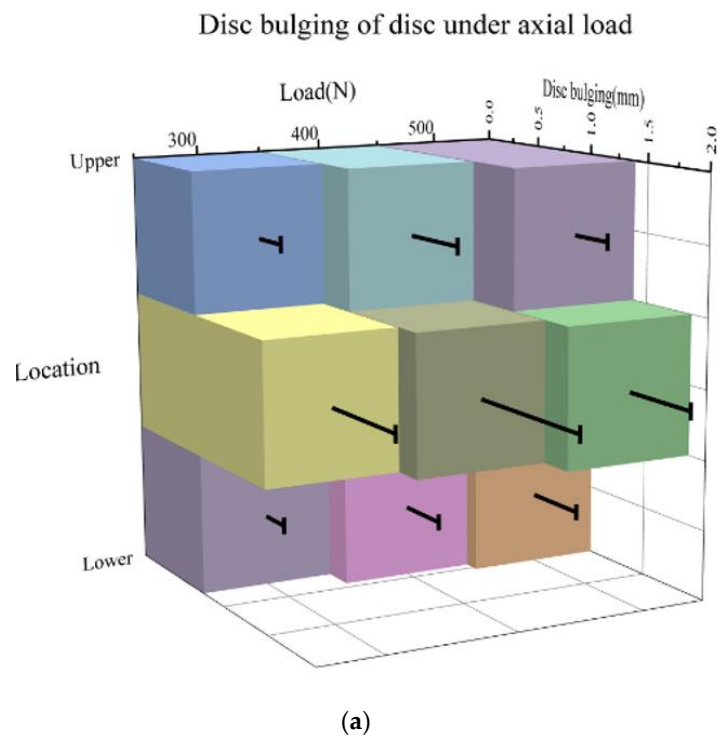 Disc bulging of disc under axial load
Load(N)
Disc bulging(mm)
300
400
500
0.0
0.5
1.0
1.5
2.0
Upper
Location
Lower
(a)